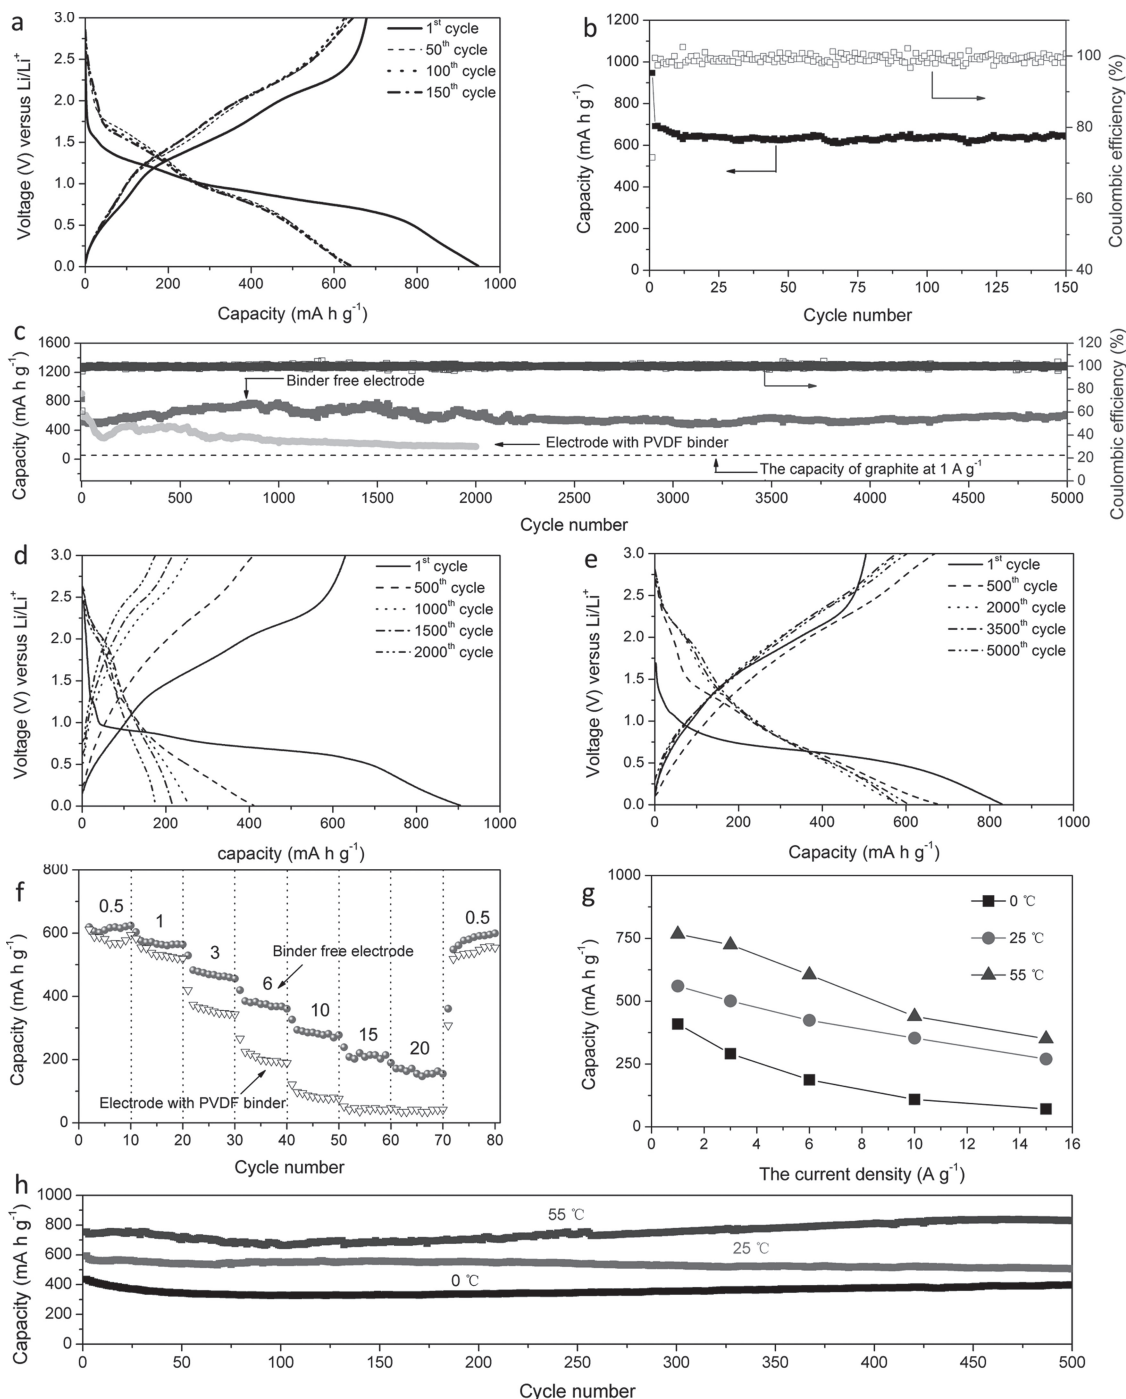 a
3.0
2.5
2.0
1.5
1.0
0.5
0.0
Voltage (V) versus Li/Li⁺
1ˢᵗ cycle
50ᵗʰ cycle
100ᵗʰ cycle
150ᵗʰ cycle
0 200 400 600 800 1000
Capacity (mA h g⁻¹)
b
1200
1000
800
600
400
200
0
Capacity (mA h g⁻¹)
100
80
60
40
Coulombic efficiency (%)
0 25 50 75 100 125 150
Cycle number
c
1600
1200
800
400
0
Capacity (mA h g⁻¹)
Binder free electrode
Electrode with PVDF binder
The capacity of graphite at 1 A g⁻¹
120
100
80
60
40
20
0
Coulombic efficiency (%)
0 500 1000 1500 2000 2500 3000 3500 4000 4500 5000
Cycle number
d
3.0
2.5
2.0
1.5
1.0
0.5
0.0
Voltage (V) versus Li/Li⁺
1ˢᵗ cycle
500ᵗʰ cycle
1000ᵗʰ cycle
1500ᵗʰ cycle
2000ᵗʰ cycle
0 200 400 600 800 1000
capacity (mA h g⁻¹)
e
3.0
2.5
2.0
1.5
1.0
0.5
0.0
Voltage (V) versus Li/Li⁺
1ˢᵗ cycle
500ᵗʰ cycle
2000ᵗʰ cycle
3500ᵗʰ cycle
5000ᵗʰ cycle
0 200 400 600 800 1000
Capacity (mA h g⁻¹)
f
800
600
400
200
0
Capacity (mA h g⁻¹)
0.5 1 3 6 10 15 20 0.5
Binder free electrode
Electrode with PVDF binder
0 10 20 30 40 50 60 70 80
Cycle number
g
1000
750
500
250
0
Capacity (mA h g⁻¹)
0 ℃
25 ℃
55 ℃
0 2 4 6 8 10 12 14 16
The current density (A g⁻¹)
h
1000
800
600
400
200
0
Capacity (mA h g⁻¹)
55 ℃
25 ℃
0 ℃
0 50 100 150 200 250 300 350 400 450 500
Cycle number